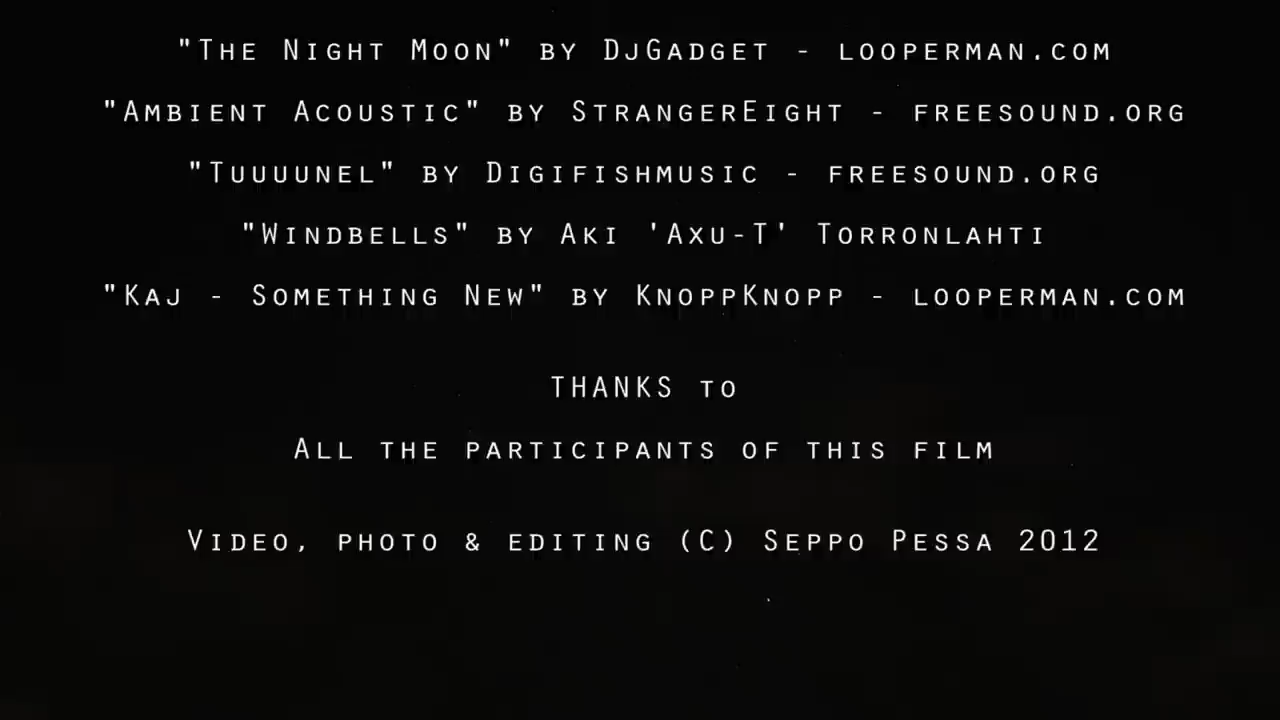 "The Night Moon" by DjGadget - looperman.com
"Ambient Acoustic" by StrangerEight - freesound.org
"Tuuuunel" by Digifishmusic - freesound.org
"Windbells" by Aki 'Axu-T' Torronlahti
"Kaj - Something New" by KnoppKnopp - looperman.com
THANKS to
All the participants of this film
Video, photo & editing (C) Seppo Pessa 2012